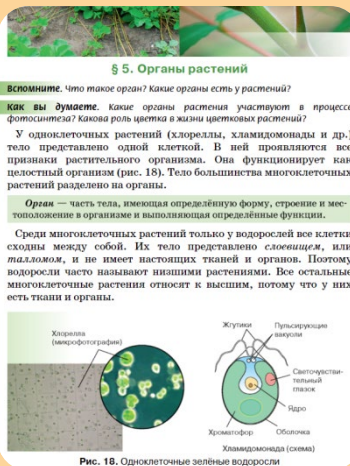 § 5. Органы растений
Вспомните. Что такое орган? Какие органы есть у растений?
Как вы думаете. Какие органы растения участвуют в процессе
фотосинтеза? Какова роль цветка в жизни цветковых растений?
У одноклеточных растений (хлореллы, хламидомонады и др.)
тело представлено одной клеткой. В ней проявляются все
признаки растительного организма. Она функционирует как
целостный организм (рис. 18). Тело большинства многоклеточных
растений разделено на органы.
Орган — часть тела, имеющая определённую форму, строение и мес-
тоположение в организме и выполняющая определённые функции.
Среди многоклеточных растений только у водорослей все клетки
сходны между собой. Их тело представлено слоевищем, или
талломом, и не имеет настоящих тканей и органов. Поэтому
водоросли часто называют низшими растениями. Все остальные
многоклеточные растения относят к высшим, потому что у них
есть ткани и органы.
Хлорелла
(микрофотография)
Жгутики
Пульсирующие
вакуоли
Светочувстви-
тельный
глазок
Ядро
Хроматофор
Оболочка
Хламидомонада (схема)
Рис. 18. Одноклеточные зелёные водоросли